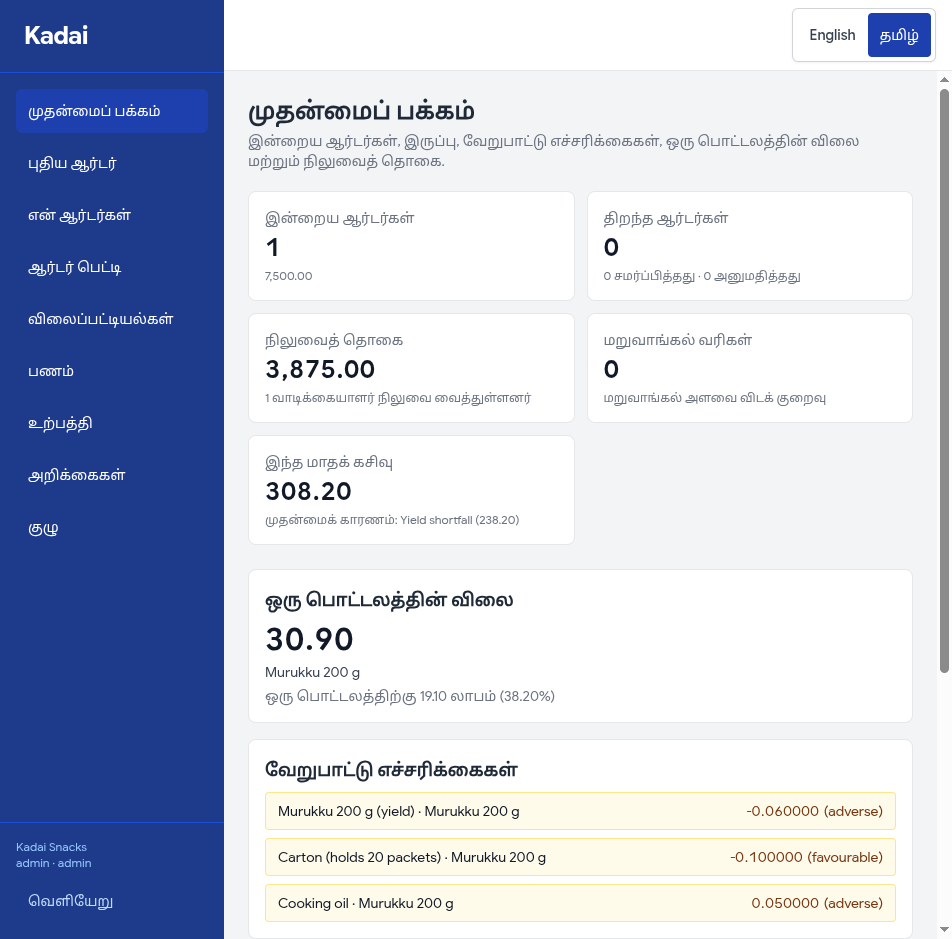 Kadai
English
தமிழ்
முதன்மைப் பக்கம்
புதிய ஆர்டர்
என் ஆர்டர்கள்
ஆர்டர் பெட்டி
விலைப்பட்டியல்கள்
பணம்
உற்பத்தி
அறிக்கைகள்
குழு
Kadai Snacks
admin · admin
வெளியேறு
முதன்மைப் பக்கம்
இன்றைய ஆர்டர்கள், இருப்பு, வேறுபாட்டு எச்சரிக்கைகள், ஒரு பொட்டலத்தின் விலை
மற்றும் நிலுவைத் தொகை.
இன்றைய ஆர்டர்கள்
1
7,500.00
திறந்த ஆர்டர்கள்
0
0 சமர்ப்பித்தது · 0 அனுமதித்தது
நிலுவைத் தொகை
3,875.00
1 வாடிக்கையாளர் நிலுவை வைத்துள்ளனர்
மறுவாங்கல் வரிகள்
0
மறுவாங்கல் அளவை விடக் குறைவு
இந்த மாதக் கசிவு
308.20
முதன்மைக் காரணம்: Yield shortfall (238.20)
ஒரு பொட்டலத்தின் விலை
30.90
Murukku 200 g
ஒரு பொட்டலத்திற்கு 19.10 லாபம் (38.20%)
வேறுபாட்டு எச்சரிக்கைகள்
Murukku 200 g (yield) · Murukku 200 g -0.060000 (adverse)
Carton (holds 20 packets) · Murukku 200 g -0.100000 (favourable)
Cooking oil · Murukku 200 g 0.050000 (adverse)